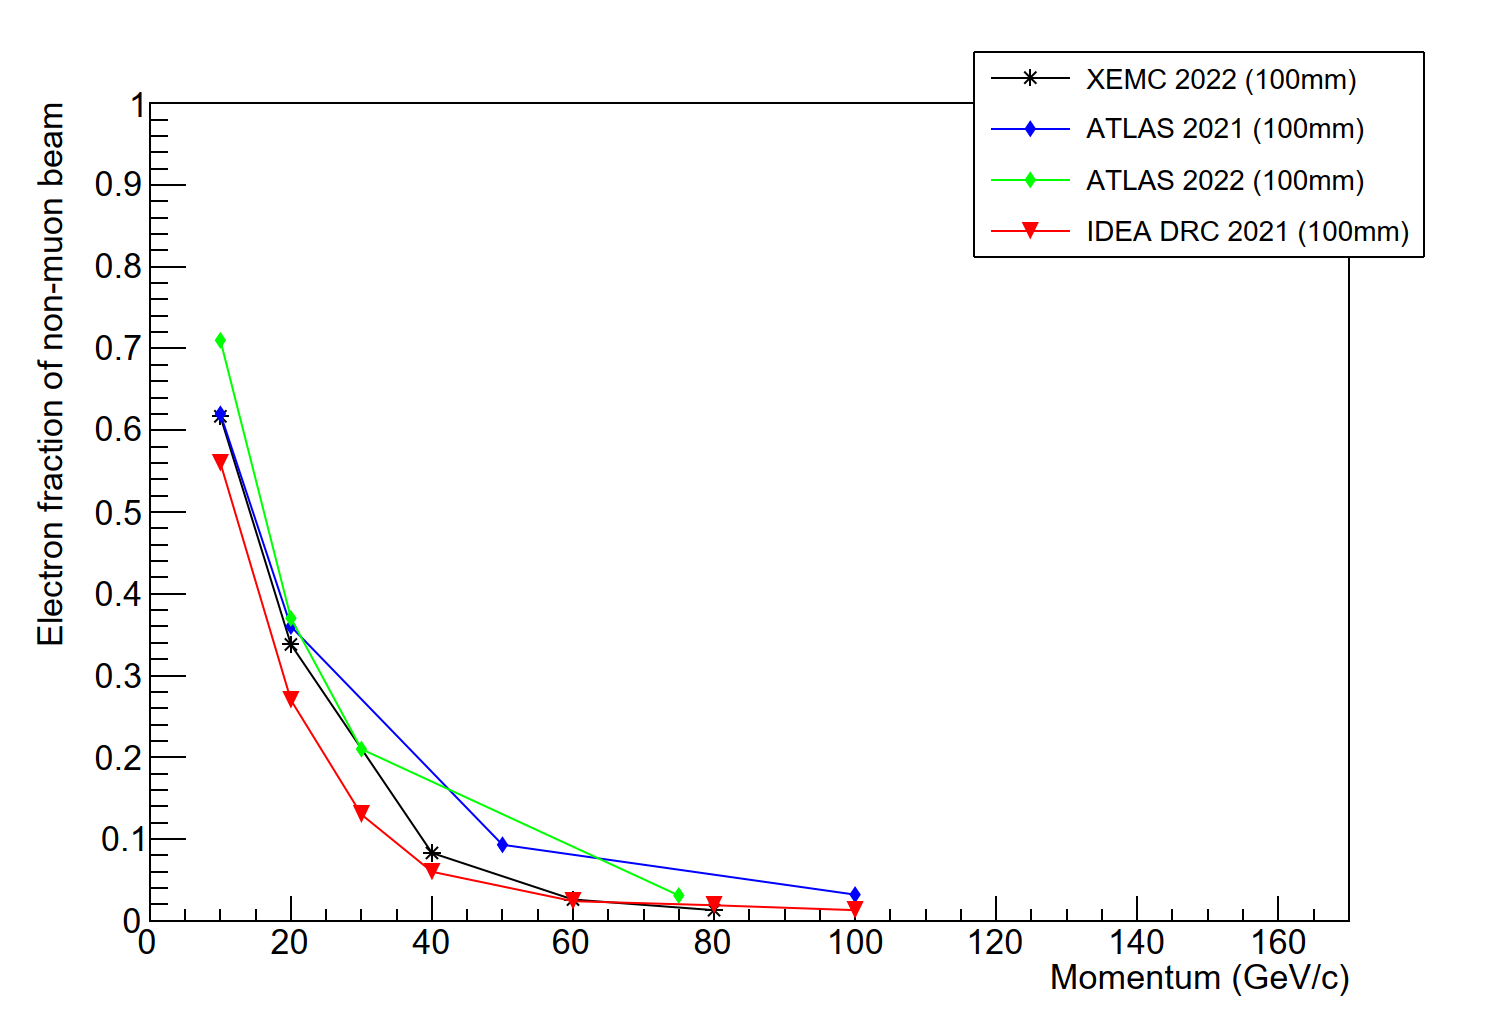 XEMC 2022 (100mm)
ATLAS 2021 (100mm)
ATLAS 2022 (100mm)
IDEA DRC 2021 (100mm)
Electron fraction of non-muon beam
1
0.9
0.8
0.7
0.6
0.5
0.4
0.3
0.2
0.1
0
0 20 40 60 80 100 120 140 160
Momentum (GeV/c)